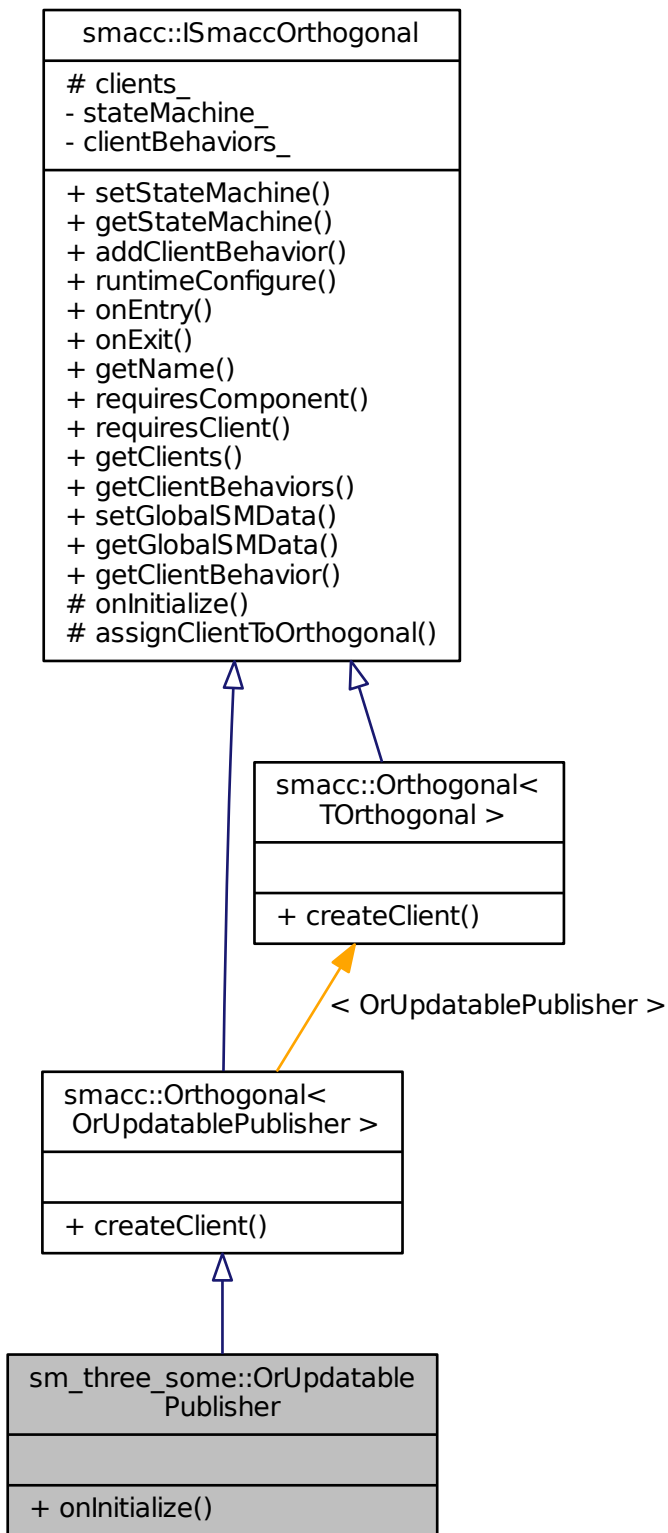 smacc::ISmaccOrthogonal
# clients_
- stateMachine_
- clientBehaviors_
+ setStateMachine()
+ getStateMachine()
+ addClientBehavior()
+ runtimeConfigure()
+ onEntry()
+ onExit()
+ getName()
+ requiresComponent()
+ requiresClient()
+ getClients()
+ getClientBehaviors()
+ setGlobalSMData()
+ getGlobalSMData()
+ getClientBehavior()
# onInitialize()
# assignClientToOrthogonal()
smacc::Orthogonal<
TOrthogonal >
+ createClient()
< OrUpdatablePublisher >
smacc::Orthogonal<
OrUpdatablePublisher >
+ createClient()
sm_three_some::OrUpdatable
Publisher
+ onInitialize()